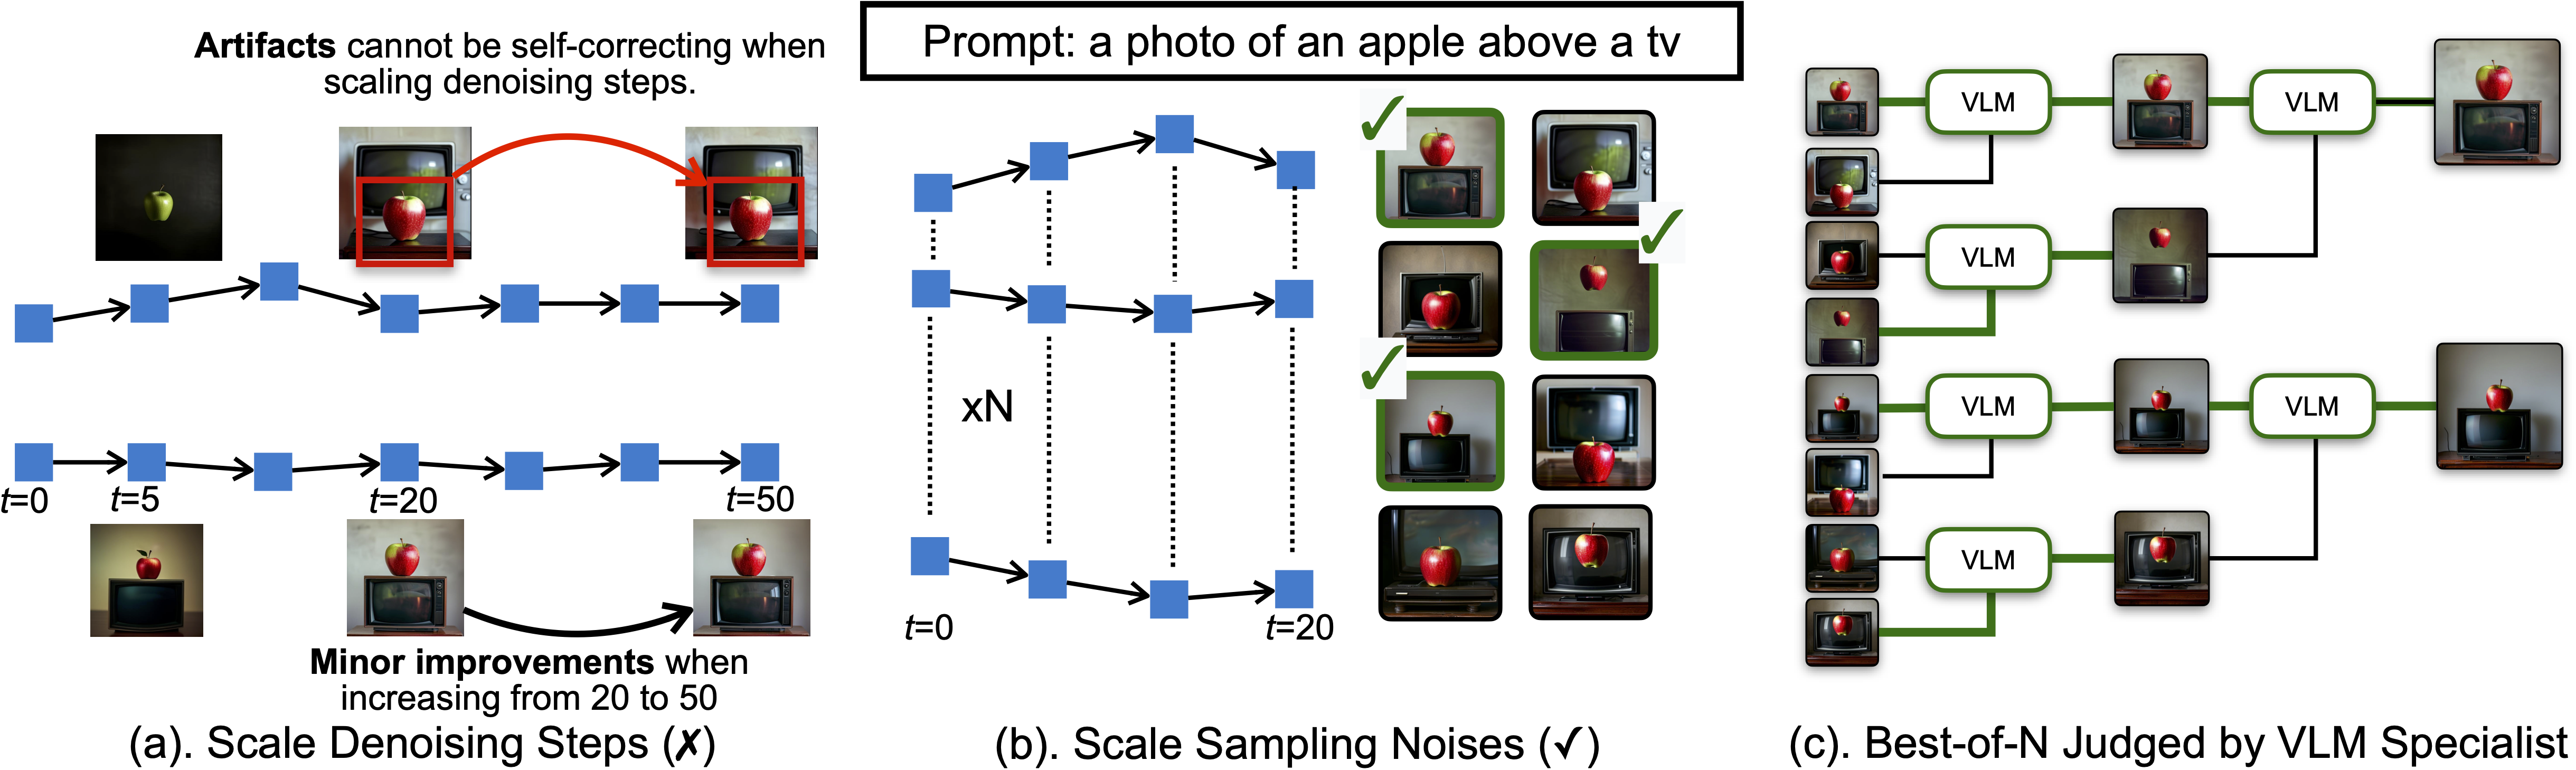 Artifacts cannot be self-correcting when
scaling denoising steps.
t=0
t=5
t=20
t=50
Minor improvements when
increasing from 20 to 50
(a). Scale Denoising Steps (✗)
Prompt: a photo of an apple above a tv
✓
✓
✓
xN
t=0
t=20
(b). Scale Sampling Noises (✓)
VLM
VLM
VLM
VLM
VLM
VLM
(c). Best-of-N Judged by VLM Specialist